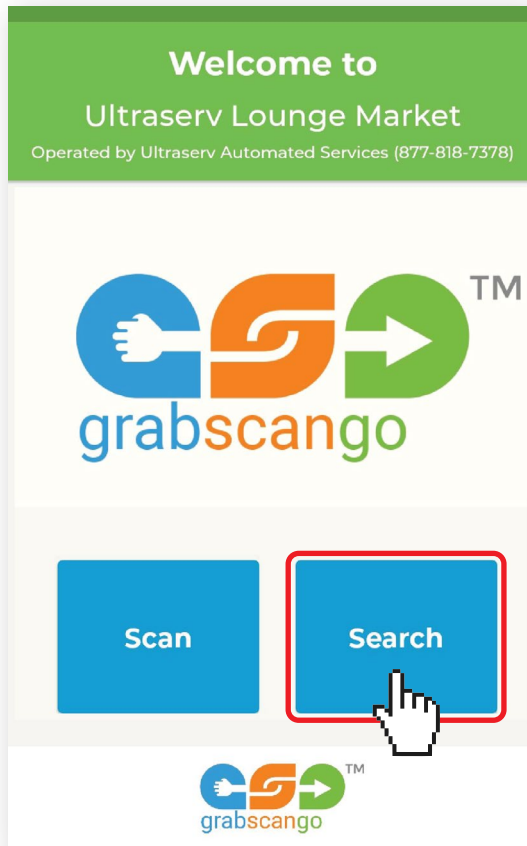 Welcome to
Ultraserv Lounge Market
Operated by Ultraserv Automated Services (877-818-7378)
TM
grabscango
Scan
Search
TM
grabscango